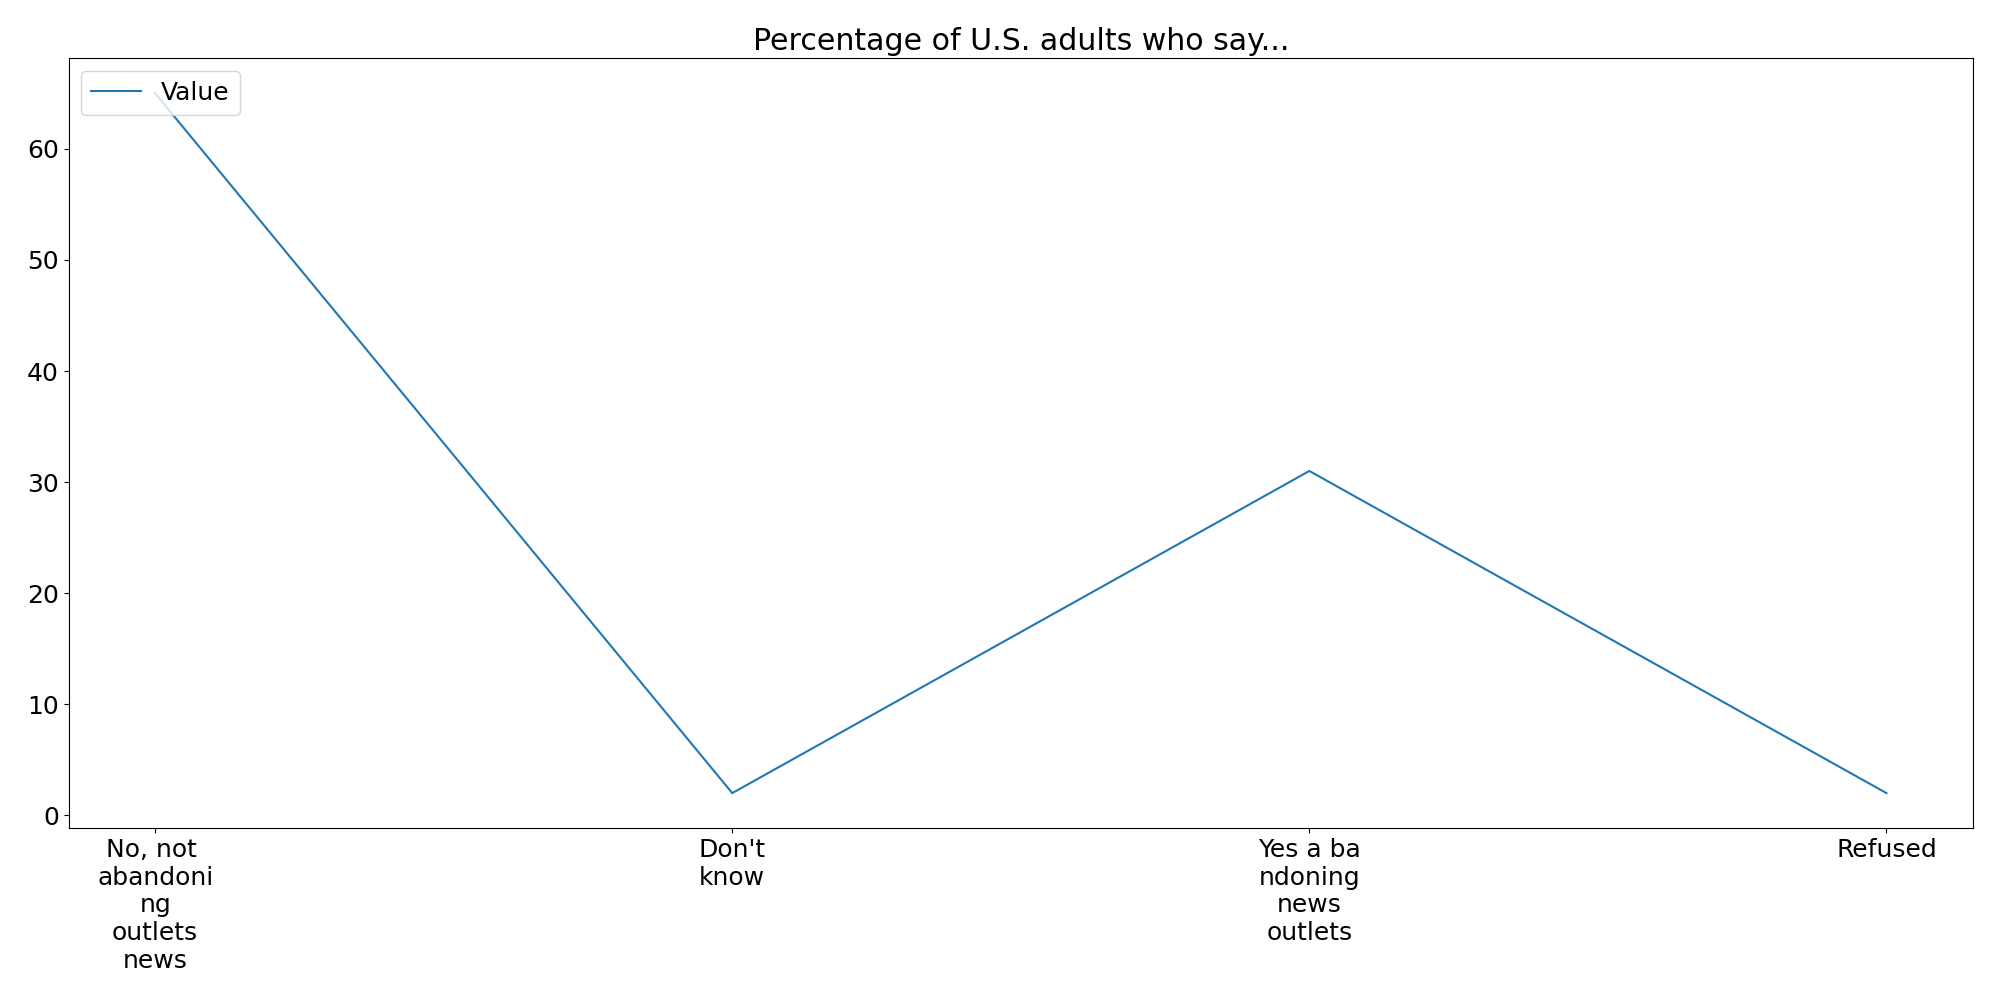 Percentage of U.S. adults who say...
Value
60
50
40
30
20
10
0
No, not
abandoni
ng
outlets
news
Don't
know
Yes a ba
ndoning
news
outlets
Refused